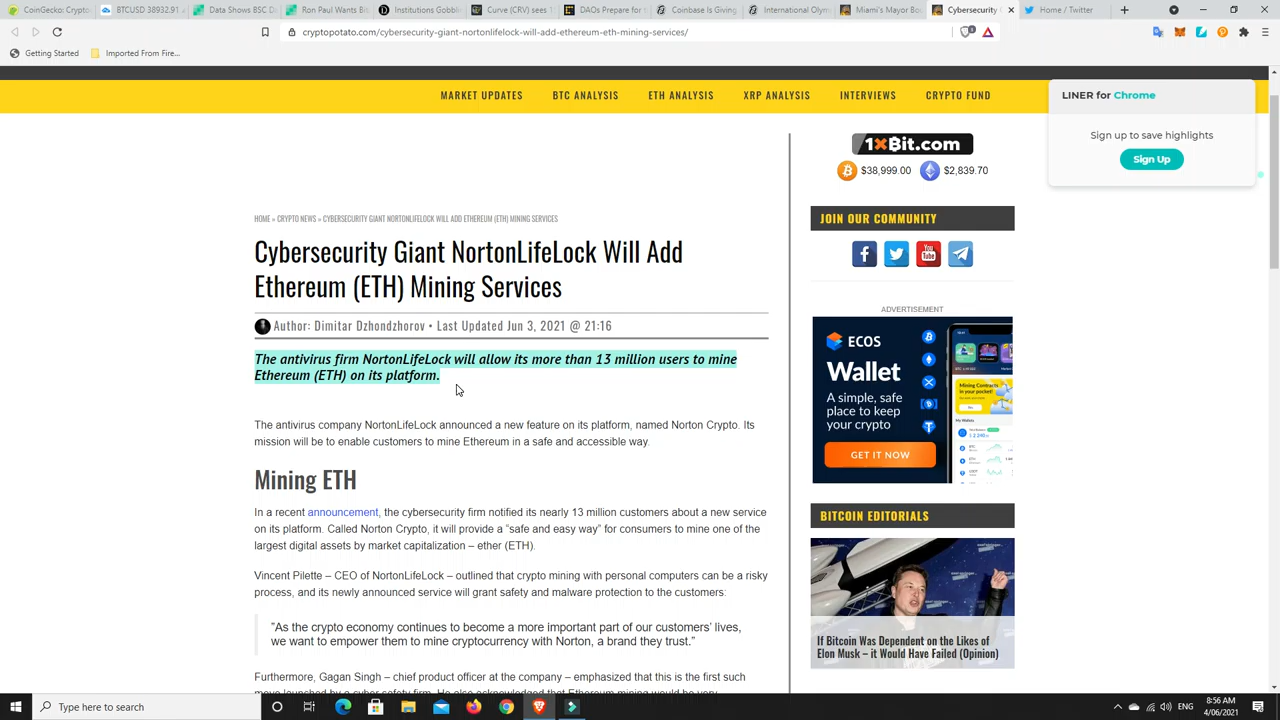 CoinGecko: Crypto
BTCUSD 38932.91
Data Shows BSC D
Ron Paul Wants Bi
Institutions Gobbli
Curve (CRV) sees 1
DAOs Prepare for
Coinbase Is Giving
International Olym
Miami's Mayor Bo
Cybersecurity G
Home / Twitter
cryptopotato.com/cybersecurity-giant-nortonlifelock-will-add-ethereum-eth-mining-services/
Getting Started
Imported From Fire...
MARKET UPDATES
BTC ANALYSIS
ETH ANALYSIS
XRP ANALYSIS
INTERVIEWS
CRYPTO FUND
LINER for Chrome
Sign up to save highlights
Sign Up
1XBit.com
$38,999.00
$2,839.70
HOME » CRYPTO NEWS » CYBERSECURITY GIANT NORTONLIFELOCK WILL ADD ETHEREUM (ETH) MINING SERVICES
Cybersecurity Giant NortonLifeLock Will Add
Ethereum (ETH) Mining Services
Author: Dimitar Dzhondzhorov • Last Updated Jun 3, 2021 @ 21:16
The antivirus firm NortonLifeLock will allow its more than 13 million users to mine
Ethereum (ETH) on its platform.
The antivirus company NortonLifeLock announced a new feature on its platform, named Norton Crypto. Its
mission will be to enable customers to mine Ethereum in a safe and accessible way.
Mining ETH
In a recent announcement, the cybersecurity firm notified its nearly 13 million customers about a new service
on its platform. Called Norton Crypto, it will provide a “safe and easy way” for consumers to mine one of the
largest digital assets by market capitalization – ether (ETH).
Vincent Pilette – CEO of NortonLifeLock – outlined that crypto mining with personal computers can be a risky
process, and its newly announced service will grant safety and malware protection to the customers:
”As the crypto economy continues to become a more important part of our customers’ lives,
we want to empower them to mine cryptocurrency with Norton, a brand they trust.”
Furthermore, Gagan Singh – chief product officer at the company – emphasized that this is the first such
JOIN OUR COMMUNITY
You
Tube
ADVERTISEMENT
ECOS
Wallet
A simple, safe
place to keep
your crypto
GET IT NOW
Mining Contracts
in your pocket!
BITCOIN EDITORIALS
If Bitcoin Was Dependent on the Likes of
Elon Musk – it Would Have Failed (Opinion)
Type here to search
ENG
8:56 AM
4/06/2021